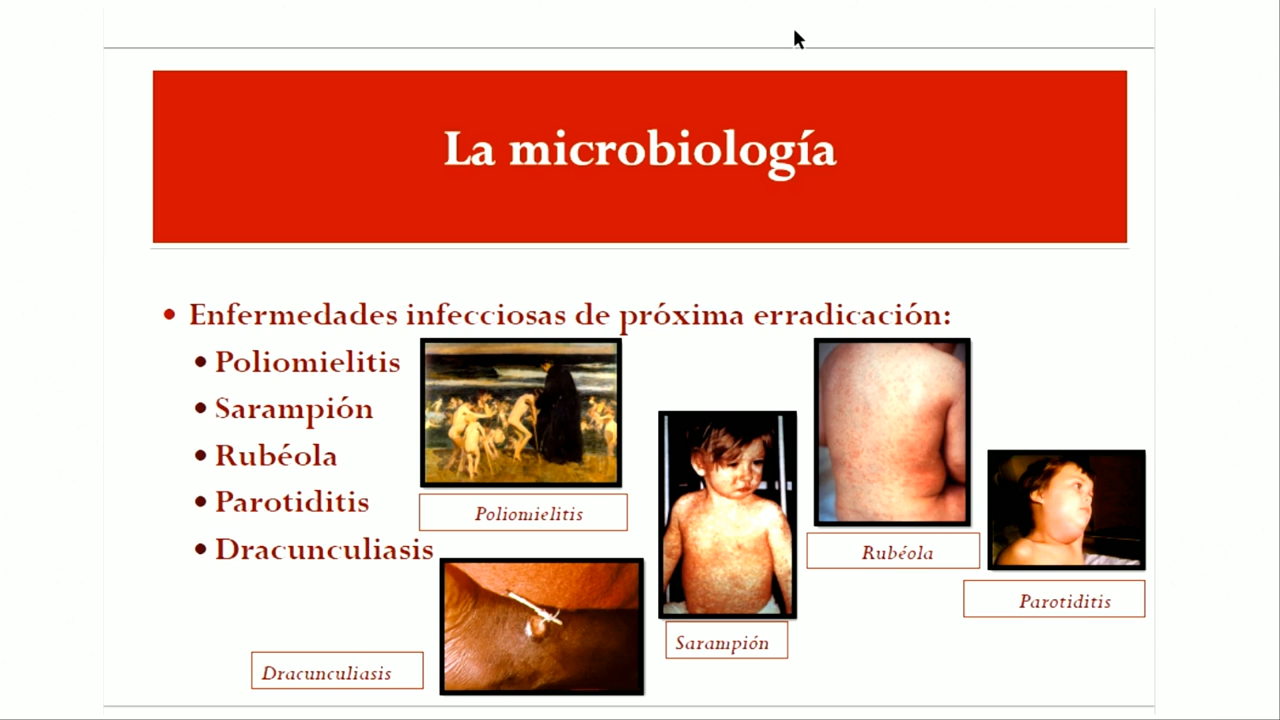 La microbiología
• Enfermedades infecciosas de próxima erradicación:
• Poliomielitis
• Sarampión
• Rubéola
• Parotiditis
• Dracunculiasis
Poliomielitis
Rubéola
Parotiditis
Sarampión
Dracunculiasis